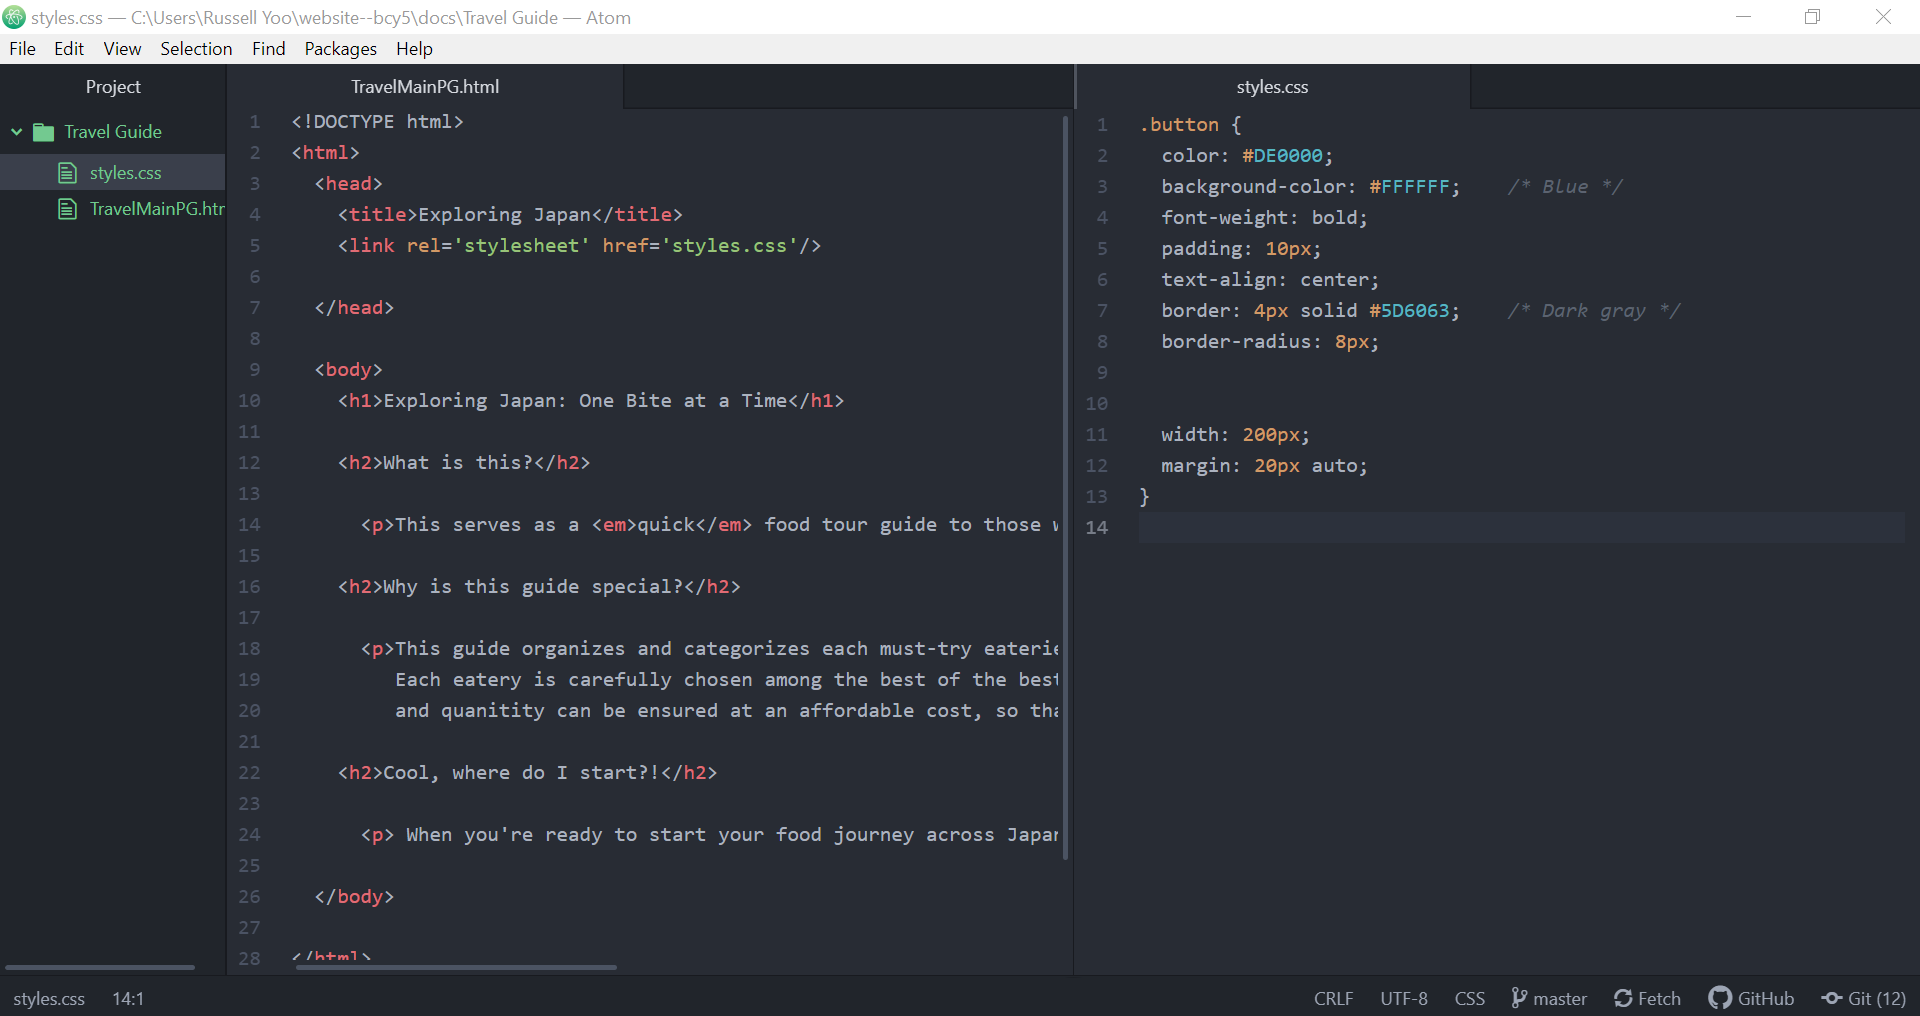 styles.css — C:\Users\Russell Yoo\website--bcy5\docs\Travel Guide — Atom
File Edit View Selection Find Packages Help
Project
Travel Guide
styles.css
TravelMainPG.htr
TravelMainPG.html
1 <!DOCTYPE html>
2 <html>
3 <head>
4 <title>Exploring Japan</title>
5 <link rel='stylesheet' href='styles.css'/>
6
7 </head>
8
9 <body>
10 <h1>Exploring Japan: One Bite at a Time</h1>
11
12 <h2>What is this?</h2>
13
14 <p>This serves as a <em>quick</em> food tour guide to those
15
16 <h2>Why is this guide special?</h2>
17
18 <p>This guide organizes and categorizes each must-try eaterie
19 Each eatery is carefully chosen among the best of the best
20 and quanitity can be ensured at an affordable cost, so tha
21
22 <h2>Cool, where do I start?!</h2>
23
24 <p> When you're ready to start your food journey across Japan
25
26 </body>
27
28 </html>
styles.css
1 .button {
2 color: #DE0000;
3 background-color: #FFFFFF; /* Blue */
4 font-weight: bold;
5 padding: 10px;
6 text-align: center;
7 border: 4px solid #5D6063; /* Dark gray */
8 border-radius: 8px;
9
10
11 width: 200px;
12 margin: 20px auto;
13 }
14
styles.css 14:1 CRLF UTF-8 CSS master Fetch GitHub Git (12)